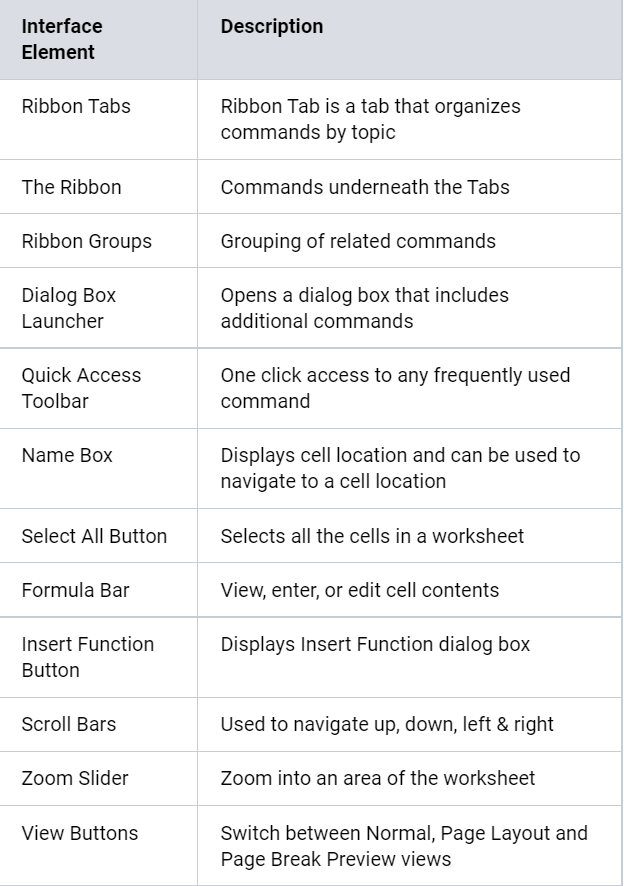 Interface Description
Element
Ribbon Tabs Ribbon Tab is a tab that organizes
commands by topic
The Ribbon Commands underneath the Tabs
Ribbon Groups Grouping of related commands
Dialog Box Opens a dialog box that includes
Launcher additional commands
Quick Access One click access to any frequently used
Toolbar command
Name Box Displays cell location and can be used to
navigate to a cell location
Select All Button Selects all the cells in a worksheet
Formula Bar View, enter, or edit cell contents
Insert Function Displays Insert Function dialog box
Button
Scroll Bars Used to navigate up, down, left & right
Zoom Slider Zoom into an area of the worksheet
View Buttons Switch between Normal, Page Layout and
Page Break Preview views